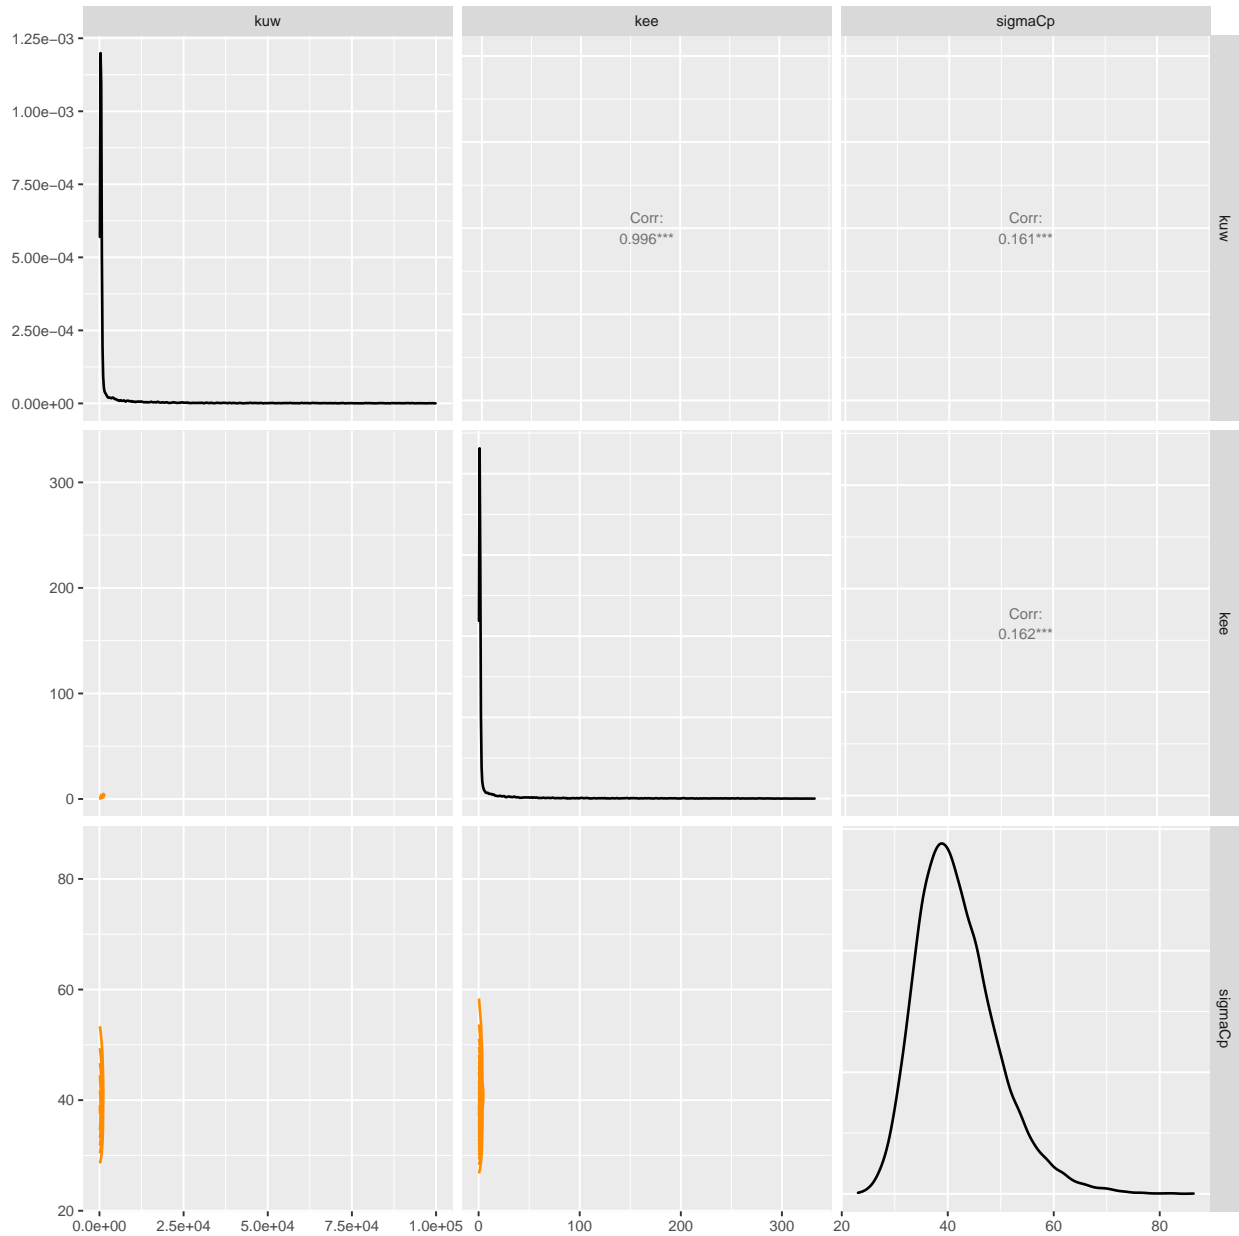 kuw kee sigmaCp
1.25e−03
1.00e−03
7.50e−04
5.00e−04
2.50e−04
0.00e+00
Corr:
0.996***
Corr:
0.161***
kuw
300
200
100
0
Corr:
0.162***
kee
80
60
40
20
sigmaCp
0.0e+00 2.5e+04 5.0e+04 7.5e+04 1.0e+05 0 100 200 300 20 40 60 80